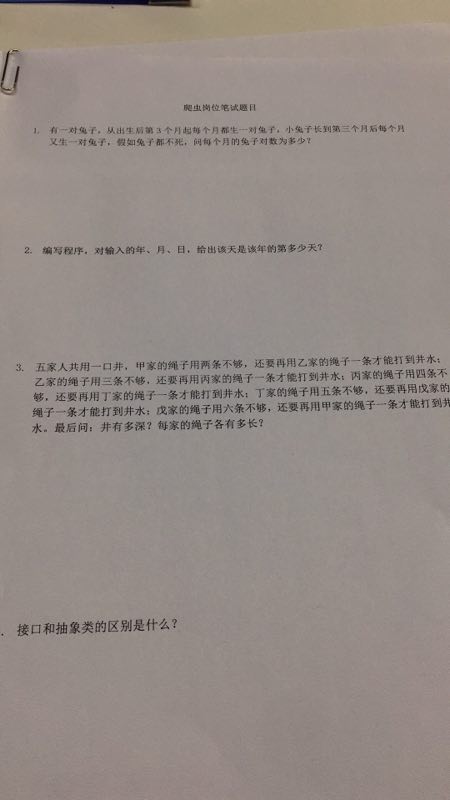 爬虫岗位笔试题目
1. 有一对兔子，从出生后第 3 个月起每个月都生一对兔子，小兔子长到第三个月后每个月
又生一对兔子，假如兔子都不死，问每个月的兔子对数为多少？
2. 编写程序，对输入的年、月、日，给出该天是该年的第多少天？
3. 五家人共用一口井，甲家的绳子用两条不够，还要再用乙家的绳子一条才能打到井水；
乙家的绳子用三条不够，还要再用丙家的绳子一条才能打到井水；丙家的绳子用四条不
够，还要再用丁家的绳子一条才能打到井水；丁家的绳子用五条不够，还要再用戊家的
绳子一条才能打到井水；戊家的绳子用六条不够，还要再用甲家的绳子一条才能打到井
水。最后问：井有多深？每家的绳子各有多长？
. 接口和抽象类的区别是什么？